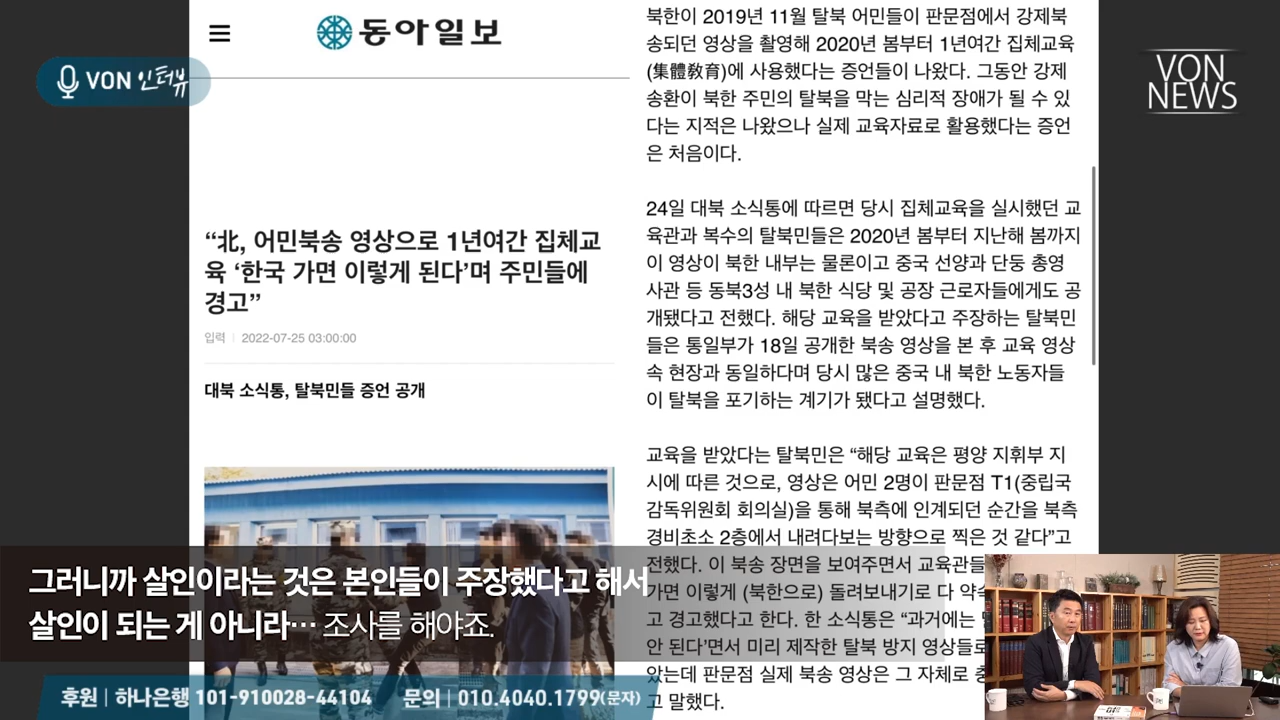 동아일보
VON 인터뷰
VON
NEWS
“北, 어민북송 영상으로 1년여간 집체교
육 ‘한국 가면 이렇게 된다’며 주민들에
경고”
입력 | 2022-07-25 03:00:00
대북 소식통, 탈북민들 증언 공개
북한이 2019년 11월 탈북 어민들이 판문점에서 강제북
송되던 영상을 촬영해 2020년 봄부터 1년여간 집체교육
(集體敎育)에 사용했다는 증언들이 나왔다. 그동안 강제
송환이 북한 주민의 탈북을 막는 심리적 장애가 될 수 있
다는 지적은 나왔으나 실제 교육자료로 활용했다는 증언
은 처음이다.
24일 대북 소식통에 따르면 당시 집체교육을 실시했던 교
육관과 복수의 탈북민들은 2020년 봄부터 지난해 봄까지
이 영상이 북한 내부는 물론이고 중국 선양과 단둥 총영
사관 등 동북3성 내 북한 식당 및 공장 근로자들에게도 공
개됐다고 전했다. 해당 교육을 받았다고 주장하는 탈북민
들은 통일부가 18일 공개한 북송 영상을 본 후 교육 영상
속 현장과 동일하다며 당시 많은 중국 내 북한 노동자들
이 탈북을 포기하는 계기가 됐다고 설명했다.
교육을 받았다는 탈북민은 “해당 교육은 평양 지휘부 지
시에 따른 것으로, 영상은 어민 2명이 판문점 T1(중립국
감독위원회 회의실)을 통해 북측에 인계되던 순간을 북측
경비초소 2층에서 내려다보는 방향으로 찍은 것 같다”고
전했다. 이 북송 장면을 보여주면서 교육관들
가면 이렇게 (북한으로) 돌려보내기로 다 약속
고 경고했다고 한다. 한 소식통은 “과거에는
안 된다’면서 미리 제작한 탈북 방지 영상들로
았는데 판문점 실제 북송 영상은 그 자체로
고 말했다.
그러니까 살인이라는 것은 본인들이 주장했다고 해서
살인이 되는 게 아니라… 조사를 해야죠.
후원 | 하나은행 101-910028-44104 문의 | 010.4040.1799(문자)